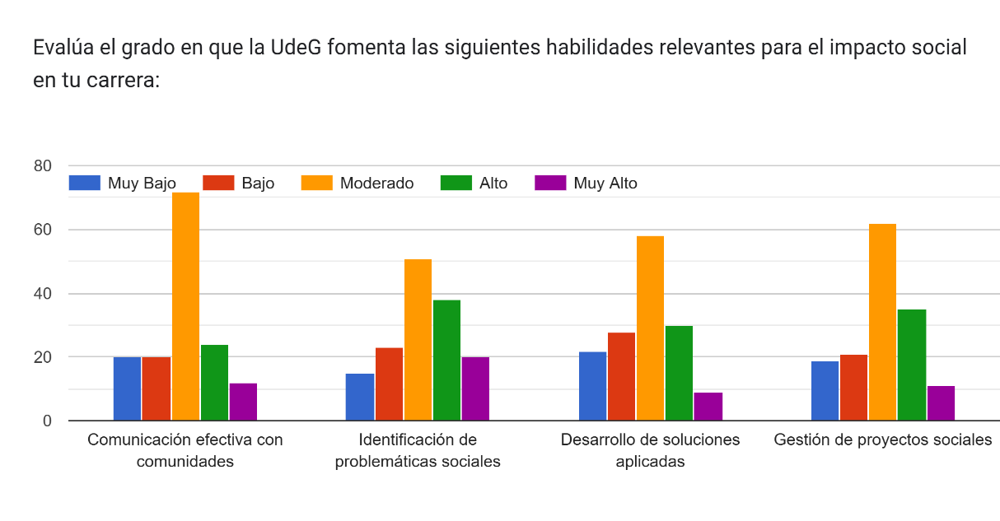 Evalúa el grado en que la UdeG fomenta las siguientes habilidades relevantes para el impacto social
en tu carrera:
80
Muy Bajo Bajo Moderado Alto Muy Alto
60
40
20
0
Comunicación efectiva con
comunidades
Identificación de
problemáticas sociales
Desarrollo de soluciones
aplicadas
Gestión de proyectos sociales